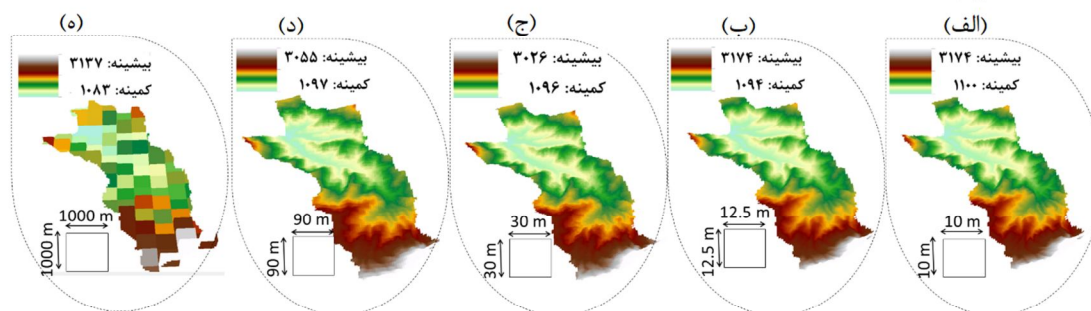 (الف)
بیشینه: ۳۱۷۴
کمینه: ۱۱۰۰
10 m
10 m
(ب)
بیشینه: ۳۱۷۴
کمینه: ۱۰۹۴
12.5 m
12.5 m
(ج)
بیشینه: ۳۰۲۶
کمینه: ۱۰۹۶
30 m
30 m
(د)
بیشینه: ۳۰۵۵
کمینه: ۱۰۹۷
90 m
90 m
(ه)
بیشینه: ۳۱۳۷
کمینه: ۱۰۸۳
1000 m
1000 m